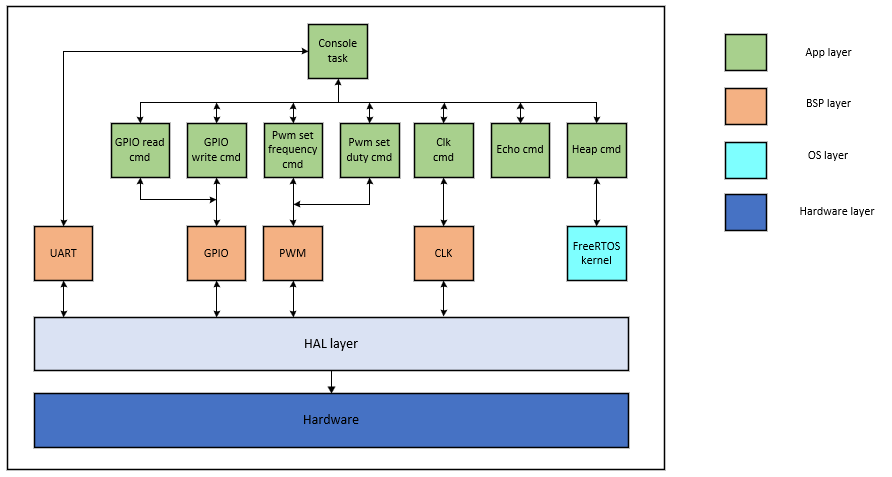 Console
task
GPIO read
cmd
GPIO
write cmd
Pwm set
frequency
cmd
Pwm set
duty cmd
Clk
cmd
Echo cmd
Heap cmd
UART
GPIO
PWM
CLK
FreeRTOS
kernel
HAL layer
Hardware
App layer
BSP layer
OS layer
Hardware layer